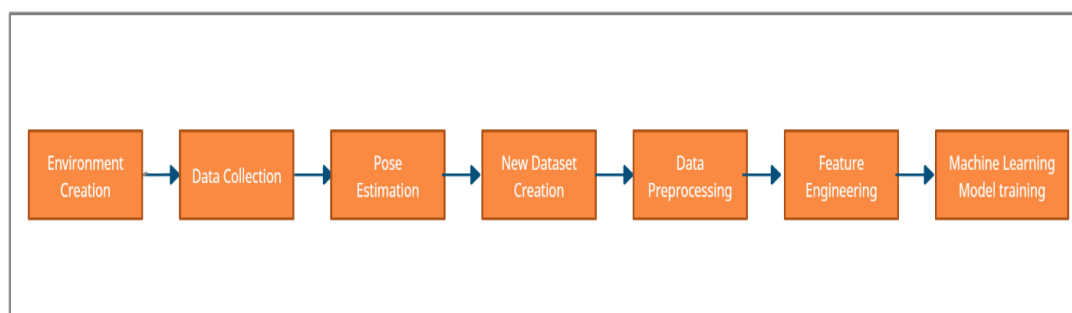 Environment
Creation
Data Collection
Pose
Estimation
New Dataset
Creation
Data
Preprocessing
Feature
Engineering
Machine Learning
Model training